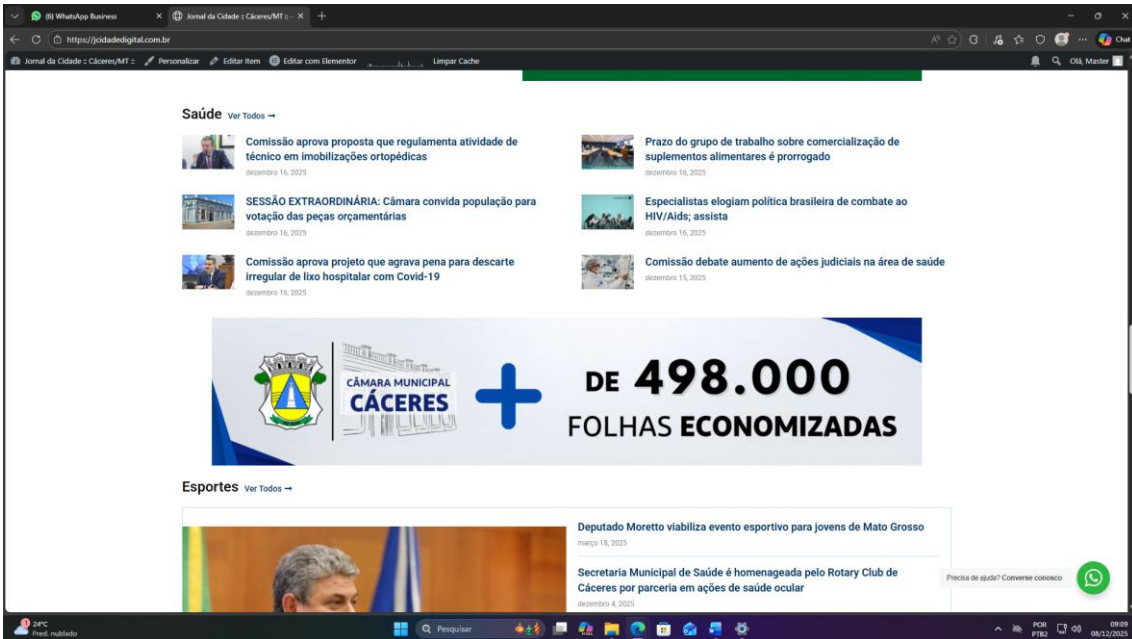 (6) WhatsApp Business
Jornal da Cidade :: Cáceres/MT ::
https://jcidadedigital.com.br
Chat
Jornal da Cidade :: Cáceres/MT ::
Personalizar
Editar Item
Editar com Elementor
Limpar Cache
Olá, Master
Saúde Ver Todos →
Comissão aprova proposta que regulamenta atividade de
técnico em imobilizações ortopédicas
dezembro 16, 2025
Prazo do grupo de trabalho sobre comercialização de
suplementos alimentares é prorrogado
dezembro 16, 2025
SESSÃO EXTRAORDINÁRIA: Câmara convida população para
votação das peças orçamentárias
dezembro 16, 2025
Especialistas elogiam política brasileira de combate ao
HIV/Aids; assista
dezembro 16, 2025
Comissão aprova projeto que agrava pena para descarte
irregular de lixo hospitalar com Covid-19
dezembro 16, 2025
Comissão debate aumento de ações judiciais na área de saúde
dezembro 15, 2025
CÂMARA MUNICIPAL
CÁCERES
DE 498.000
FOLHAS ECONOMIZADAS
Esportes Ver Todos →
Deputado Moretto viabiliza evento esportivo para jovens de Mato Grosso
março 18, 2025
Secretaria Municipal de Saúde é homenageada pelo Rotary Club de
Cáceres por parceria em ações de saúde ocular
dezembro 4, 2025
Precisa de ajuda? Converse conosco
24°C
Pred. nublado
Pesquisar
POR
PTB2
09:09
08/12/2025